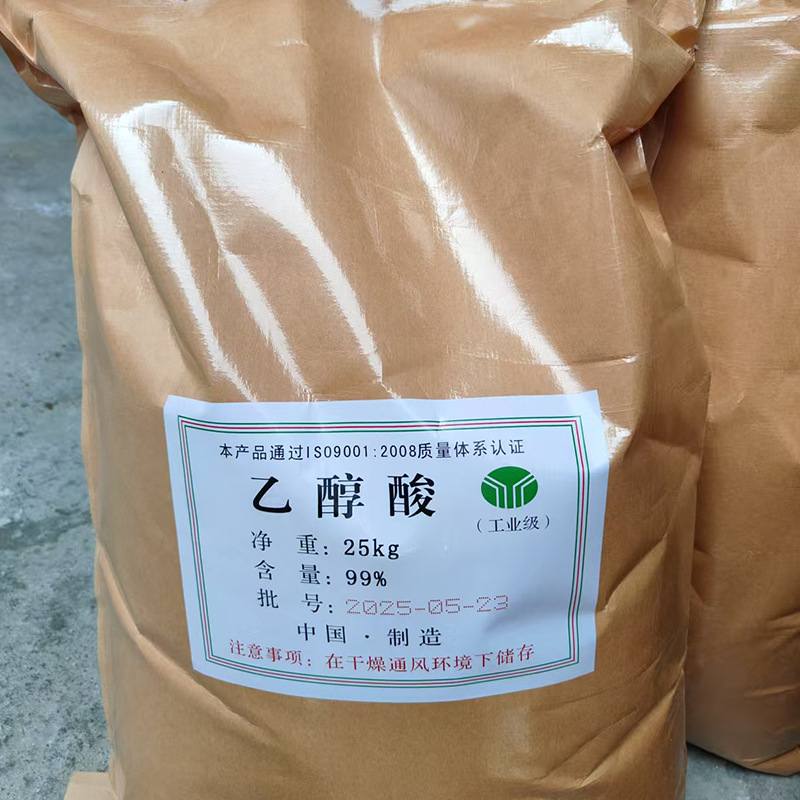 本产品通过ISO9001:2008质量体系认证
乙醇酸
(工业级)
净 重: 25kg
含 量: 99%
批 号: 2025-05-23
中国·制造
注意事项: 在干燥通风环境下储存